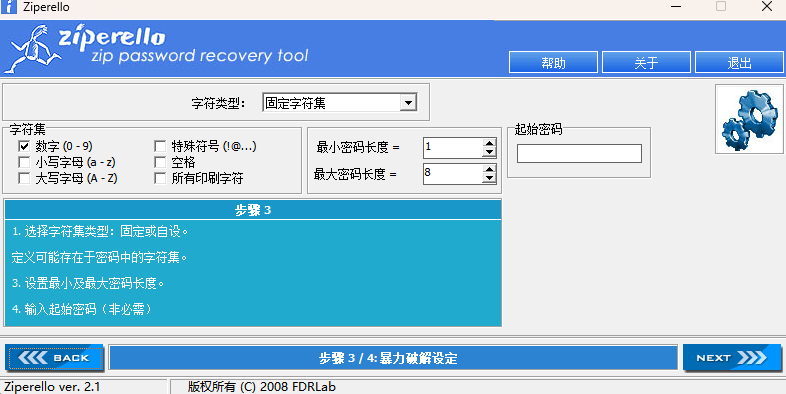 Ziperello
ziperello
zip password recovery tool
帮助
关于
退出
字符类型：
固定字符集
字符集
数字 (0 - 9)
特殊符号 (!@...)
小写字母 (a - z)
空格
大写字母 (A - Z)
所有印刷字符
最小密码长度 =
1
最大密码长度 =
8
起始密码
步骤 3
1. 选择字符集类型：固定或自设。
定义可能存在于密码中的字符集。
3. 设置最小及最大密码长度。
4. 输入起始密码（非必需）
BACK
步骤 3 / 4: 暴力破解设定
NEXT
Ziperello ver. 2.1
版权所有 (C) 2008 FDRLab